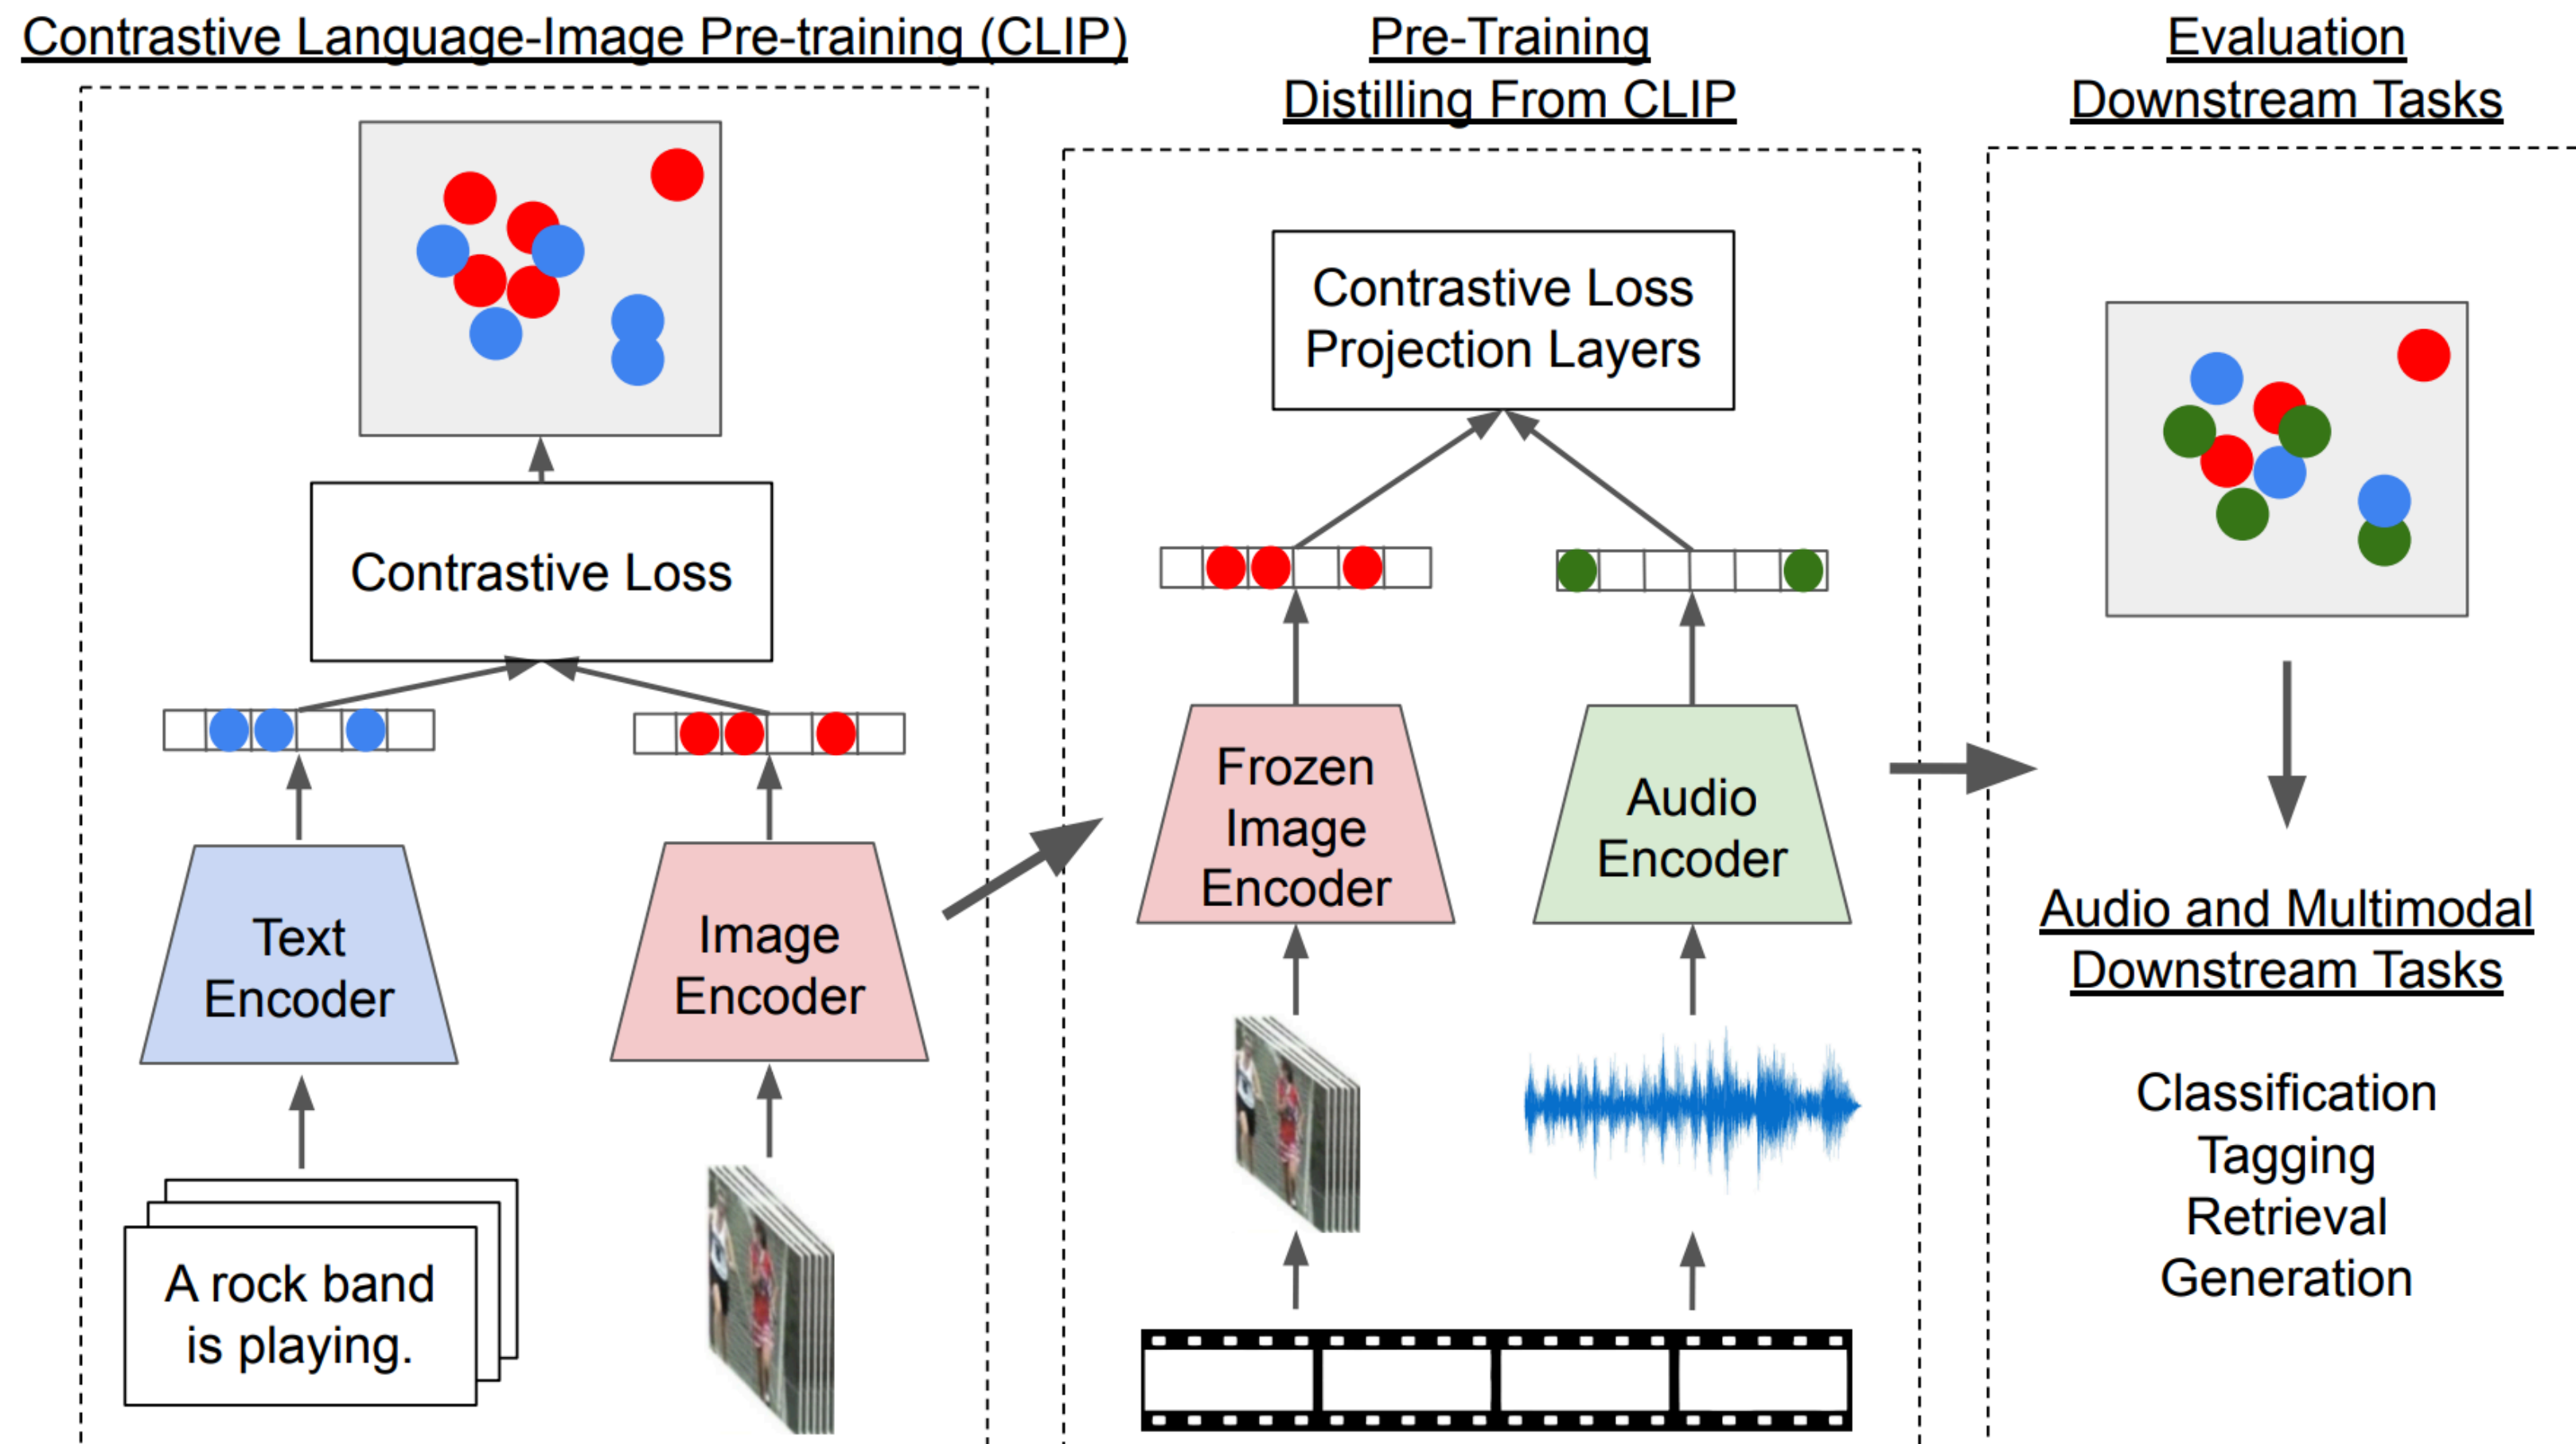 Contrastive Language-Image Pre-training (CLIP)
Contrastive Loss
Text
Encoder
Image
Encoder
A rock band
is playing.
Pre-Training
Distilling From CLIP
Contrastive Loss
Projection Layers
Frozen
Image
Encoder
Audio
Encoder
Evaluation
Downstream Tasks
Audio and Multimodal
Downstream Tasks
Classification
Tagging
Retrieval
Generation